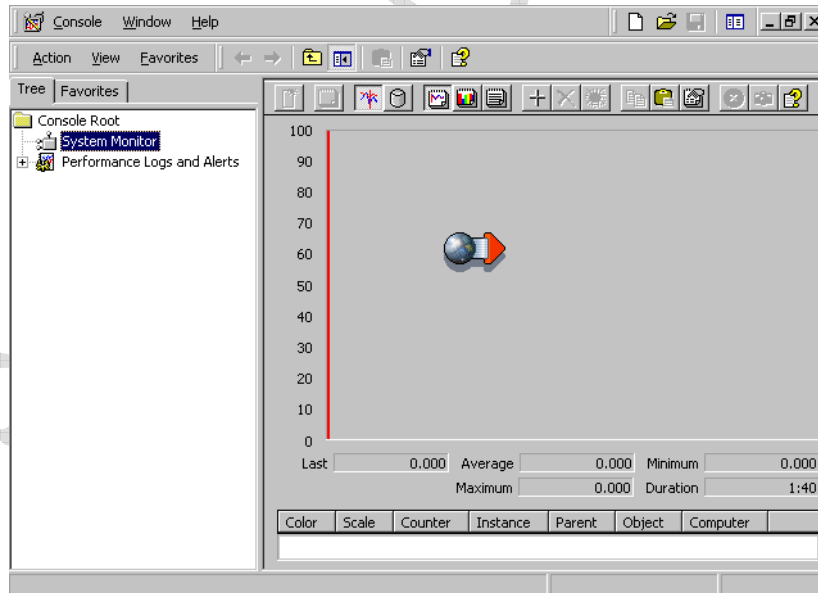 Console Window Help
Action View Favorites
Tree Favorites
Console Root
System Monitor
Performance Logs and Alerts
100
90
80
70
60
50
40
30
20
10
0
Last 0.000 Average 0.000 Minimum 0.000
Maximum 0.000 Duration 1:40
Color Scale Counter Instance Parent Object Computer